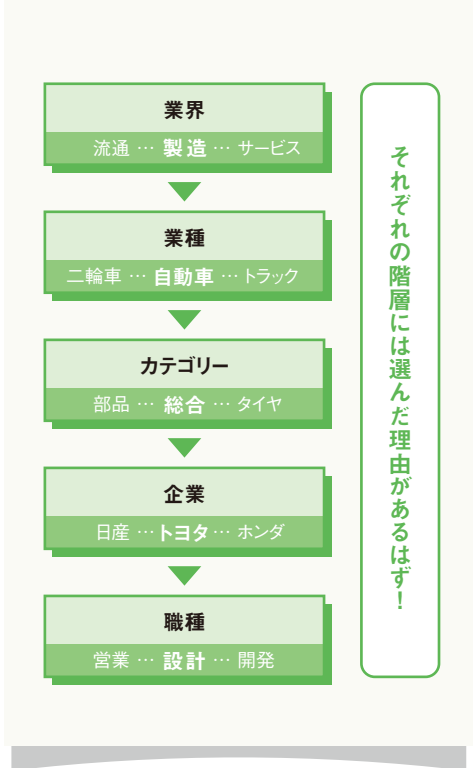 業界
流通 … 製造 … サービス
業種
二輪車 … 自動車 … トラック
カテゴリー
部品 … 総合 … タイヤ
企業
日産 … トヨタ … ホンダ
職種
営業 … 設計 … 開発
それぞれの階層には選んだ理由があるはず!